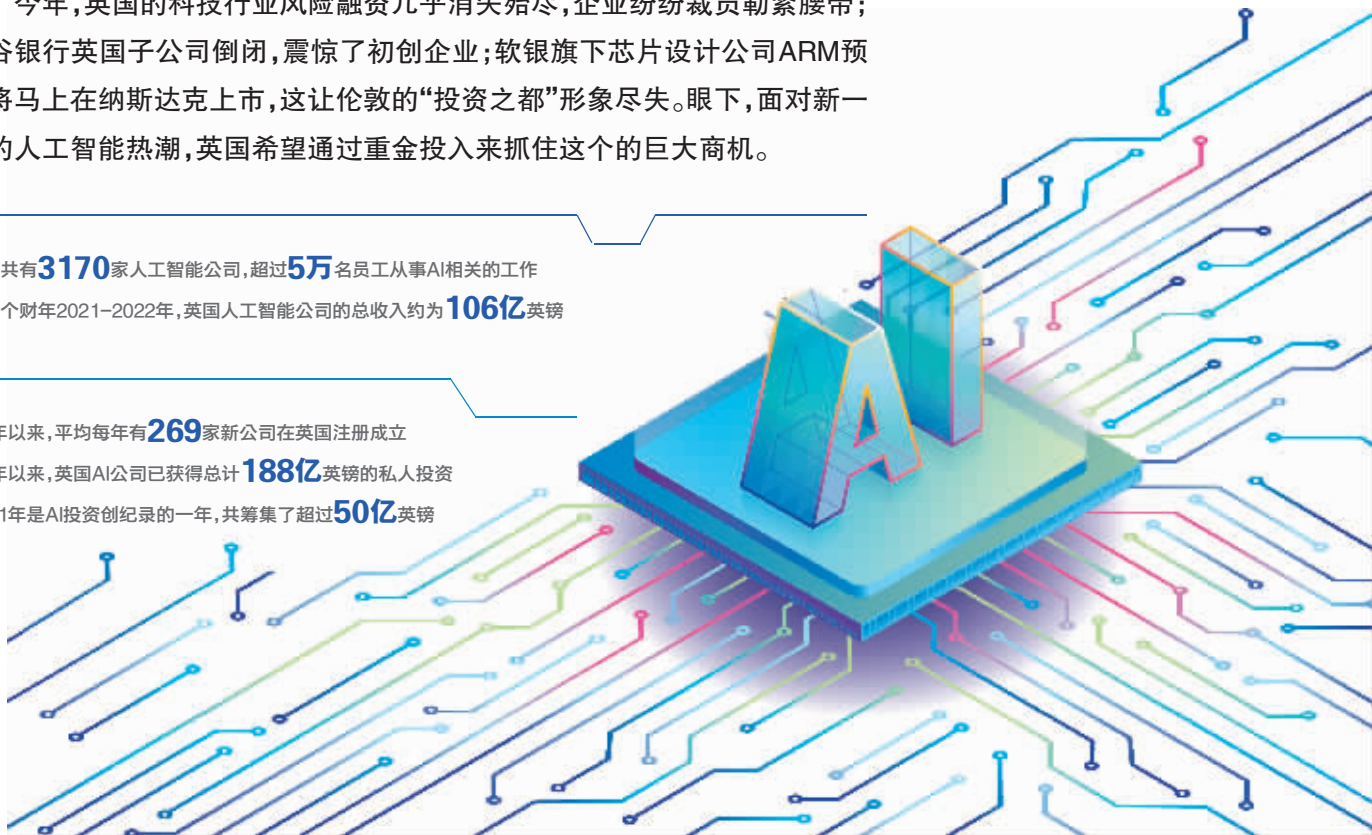 今年,英国的科技行业风险融资几乎消失殆尽,企业纷纷裁员勒紧腰带;
谷银行英国子公司倒闭,震惊了初创企业;软银旗下芯片设计公司ARM预
将马上在纳斯达克上市,这让伦敦的“投资之都”形象尽失。眼下,面对新一
的人工智能热潮,英国希望通过重金投入来抓住这个的巨大商机。
共有3170家人工智能公司,超过5万名员工从事AI相关的工作
个财年2021–2022年,英国人工智能公司的总收入约为106亿英镑
年以来,平均每年有269家新公司在英国注册成立
年以来,英国AI公司已获得总计188亿英镑的私人投资
1年是AI投资创纪录的一年,共筹集了超过50亿英镑
AI